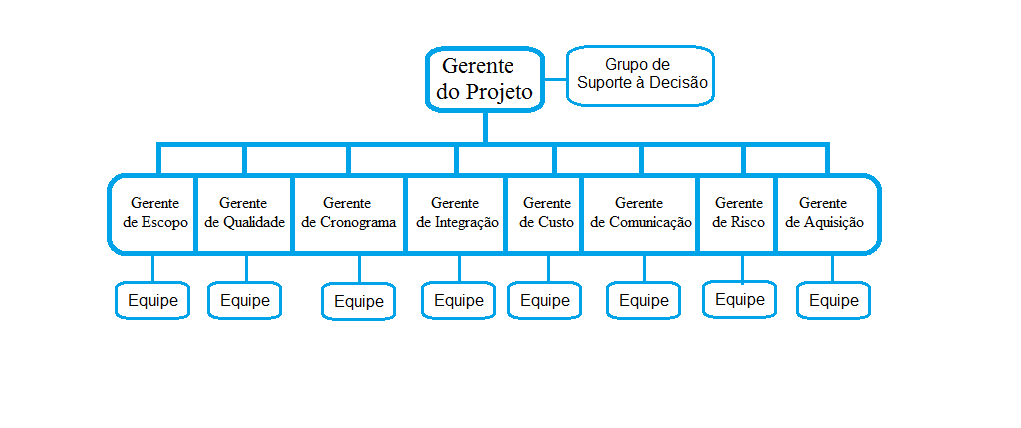 Gerente
do Projeto
Grupo de
Suporte à Decisão
Gerente
de Escopo
Gerente
de Qualidade
Gerente
de Cronograma
Gerente
de Integração
Gerente
de Custo
Gerente
de Comunicação
Gerente
de Risco
Gerente
de Aquisição
Equipe
Equipe
Equipe
Equipe
Equipe
Equipe
Equipe
Equipe